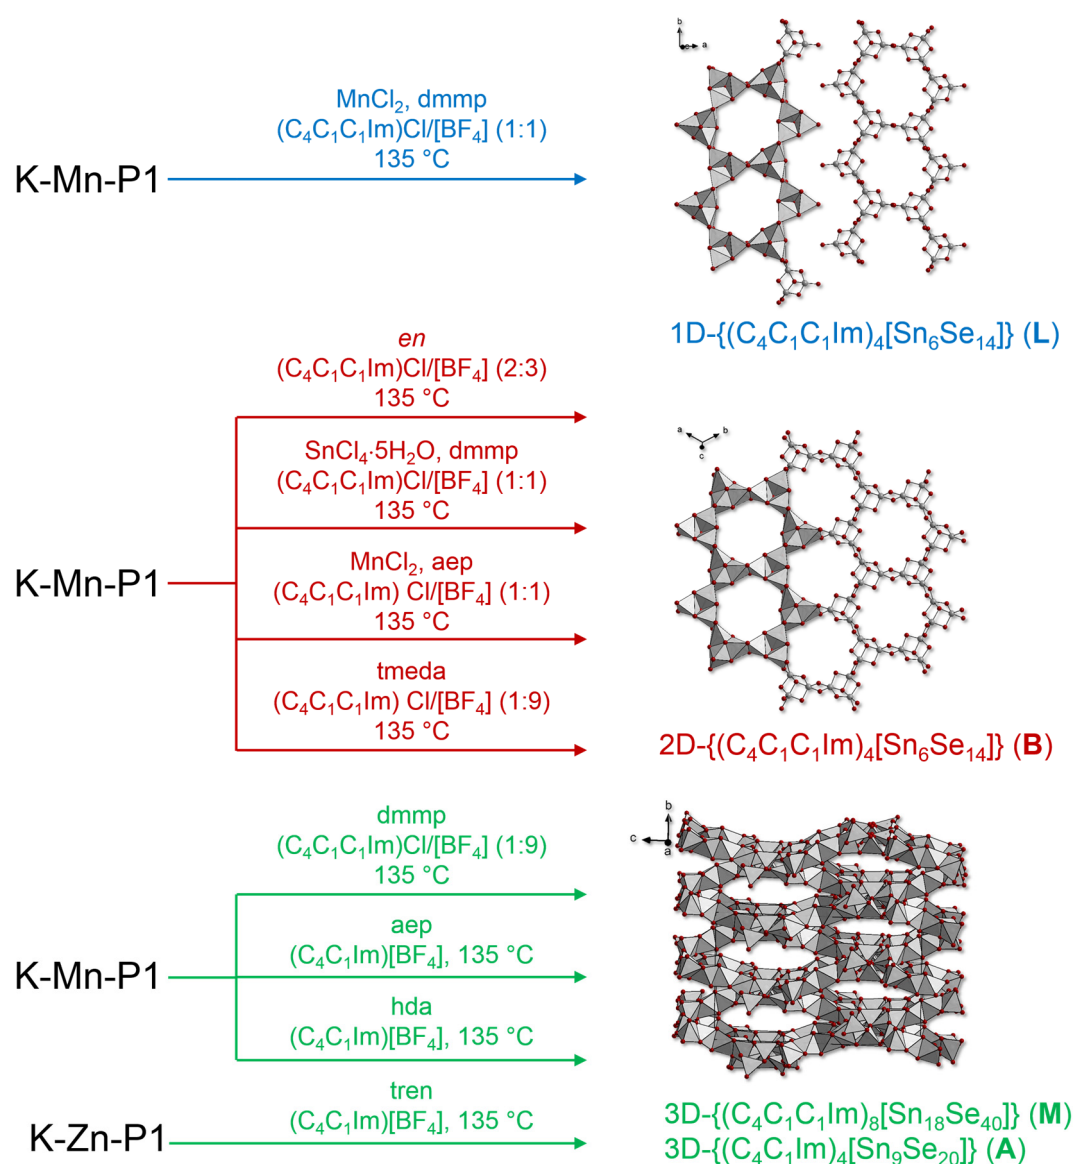 MnCl₂, dmmp
(C₄C₁C₁Im)Cl/[BF₄] (1:1)
135 °C
K-Mn-P1
b
c a
1D-{(C₄C₁C₁Im)₄[Sn₆Se₁₄]} (L)
en
(C₄C₁C₁Im)Cl/[BF₄] (2:3)
135 °C
SnCl₄·5H₂O, dmmp
(C₄C₁C₁Im)Cl/[BF₄] (1:1)
135 °C
MnCl₂, aep
(C₄C₁C₁Im) Cl/[BF₄] (1:1)
135 °C
tmeda
(C₄C₁C₁Im) Cl/[BF₄] (1:9)
135 °C
K-Mn-P1
a b
c
2D-{(C₄C₁C₁Im)₄[Sn₆Se₁₄]} (B)
dmmp
(C₄C₁C₁Im)Cl/[BF₄] (1:9)
135 °C
aep
(C₄C₁Im)[BF₄], 135 °C
hda
(C₄C₁Im)[BF₄], 135 °C
K-Mn-P1
tren
(C₄C₁Im)[BF₄], 135 °C
K-Zn-P1
b
c
a
3D-{(C₄C₁C₁Im)₈[Sn₁₈Se₄₀]} (M)
3D-{(C₄C₁Im)₄[Sn₉Se₂₀]} (A)